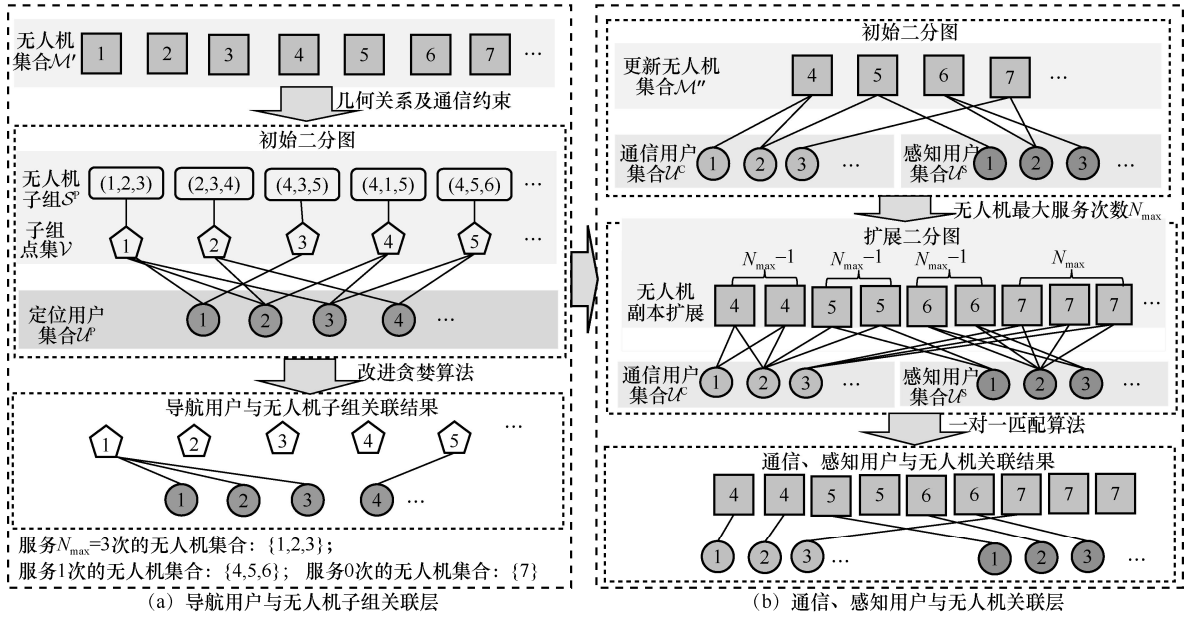 无人机
集合ℳ′
1 2 3 4 5 6 7 …
几何关系及通信约束
初始二分图
无人机
子组𝒮ᵖ
(1,2,3) (2,3,4) (4,3,5) (4,1,5) (4,5,6) …
子组
点集𝒱
1 2 3 4 5 …
定位用户
集合𝒰ᵖ
1 2 3 4 …
改进贪婪算法
导航用户与无人机子组关联结果
1 2 3 4 5 …
1 2 3 4 …
服务Nmax=3次的无人机集合：{1,2,3}；
服务1次的无人机集合：{4,5,6}； 服务0次的无人机集合：{7}
（a）导航用户与无人机子组关联层
初始二分图
更新无人机
集合ℳ″
4 5 6 7 …
通信用户
集合𝒰ᶜ
1 2 3 …
感知用户
集合𝒰ˢ
1 2 3 …
无人机最大服务次数Nmax
扩展二分图
Nmax−1 Nmax−1 Nmax−1 Nmax
无人机
副本扩展
4 4 5 5 6 6 7 7 7 …
通信用户
集合𝒰ᶜ
1 2 3 …
感知用户
集合𝒰ˢ
1 2 3 …
一对一匹配算法
通信、感知用户与无人机关联结果
4 4 5 5 6 6 7 7 7
1 2 3 … 1 2 3 …
（b）通信、感知用户与无人机关联层